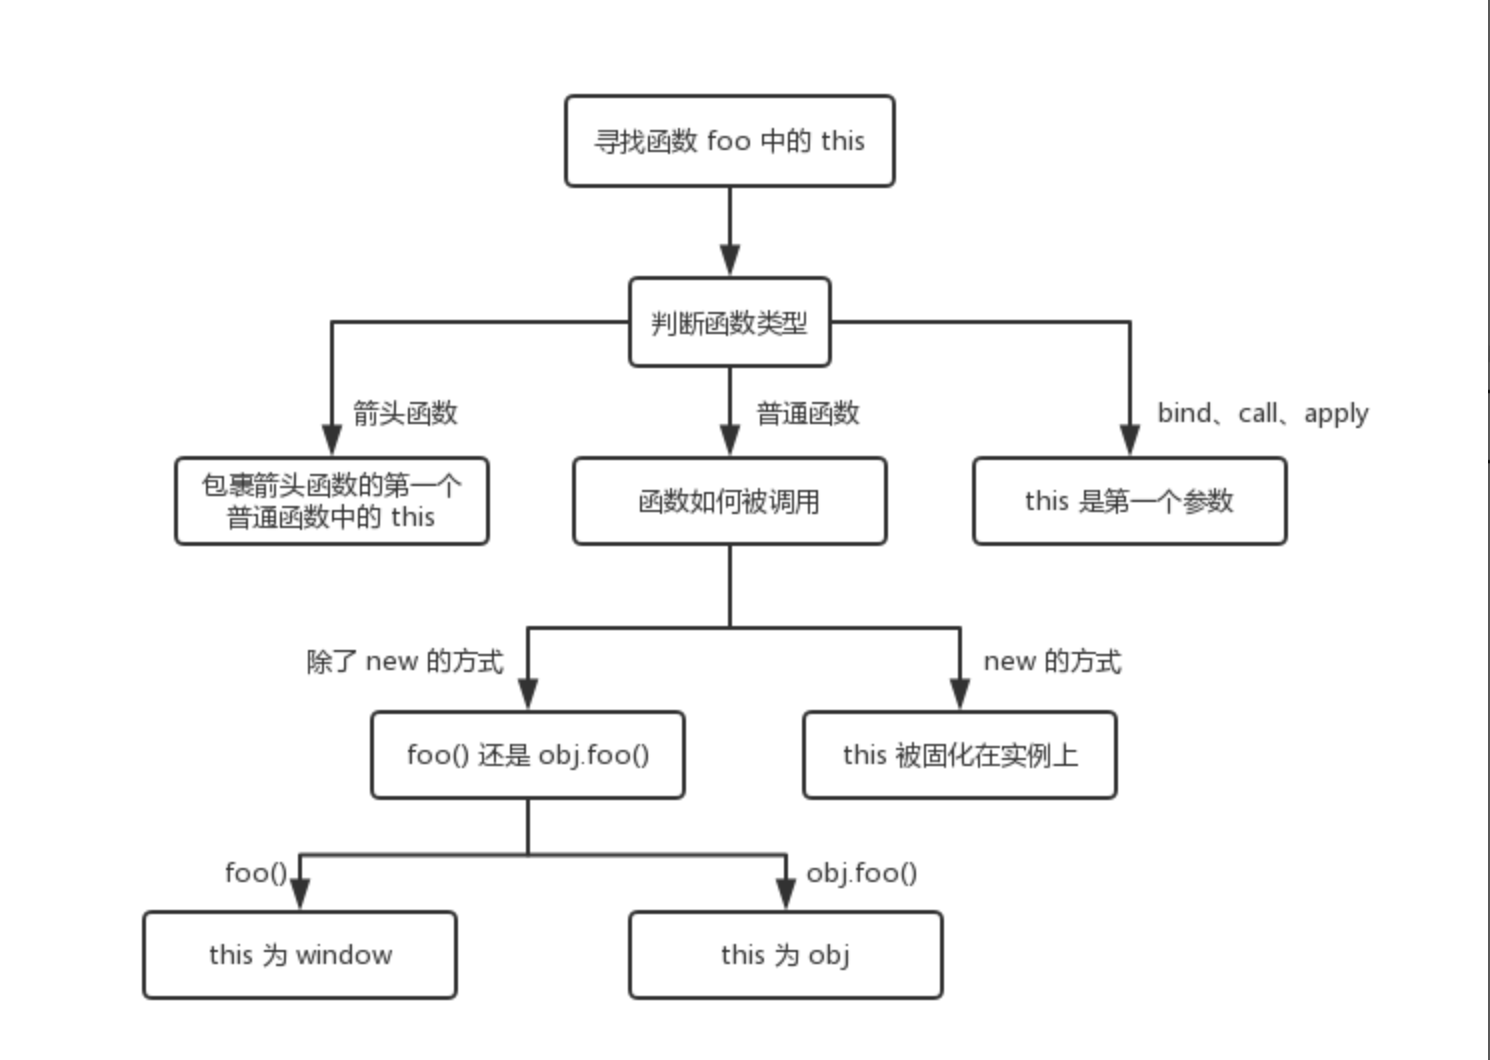 寻找函数 foo 中的 this
判断函数类型
箭头函数
普通函数
bind、call、apply
包裹箭头函数的第一个
普通函数中的 this
函数如何被调用
this 是第一个参数
除了 new 的方式
new 的方式
foo() 还是 obj.foo()
this 被固化在实例上
foo()
obj.foo()
this 为 window
this 为 obj